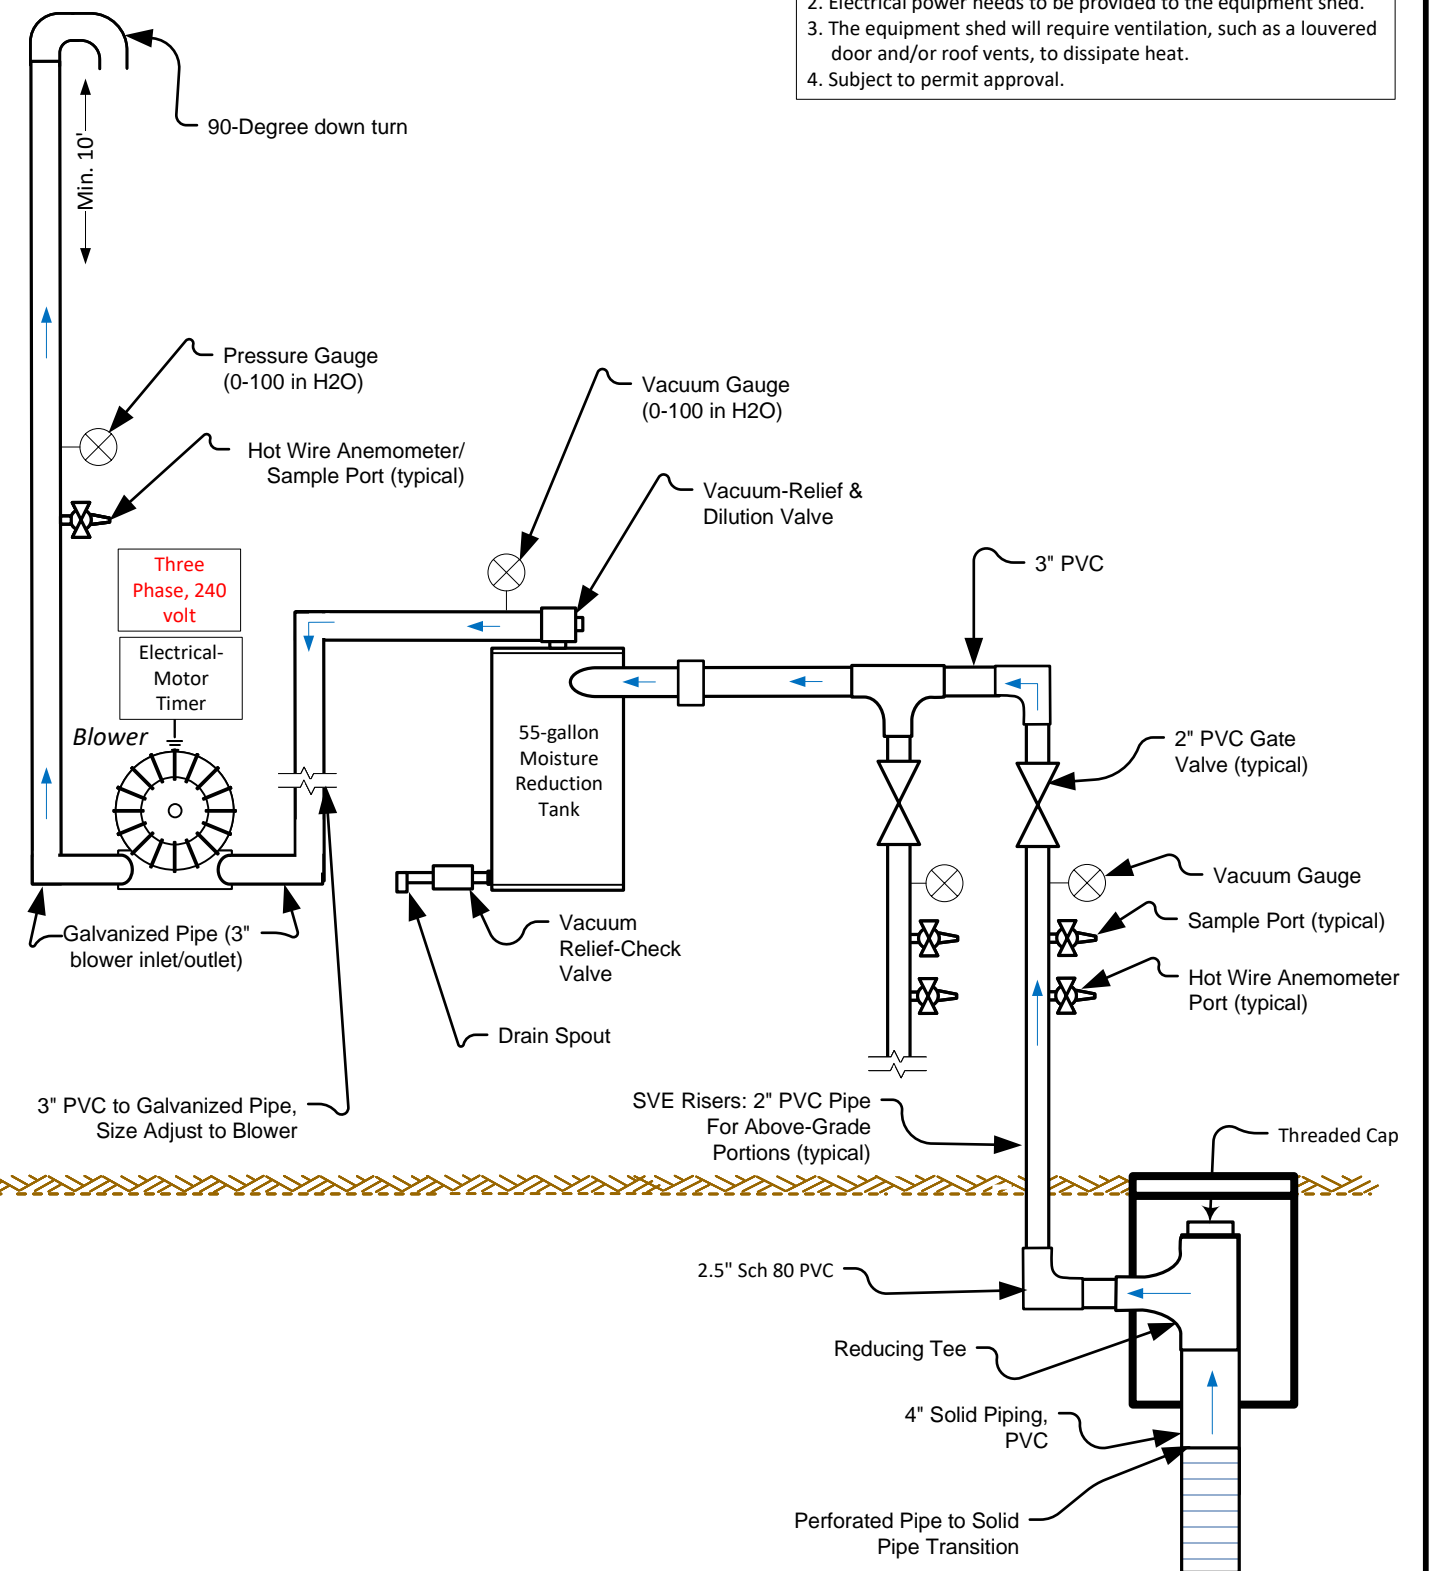 2. Electrical power needs to be provided to the equipment shed.
3. The equipment shed will require ventilation, such as a louvered
door and/or roof vents, to dissipate heat.
4. Subject to permit approval.
90-Degree down turn
Min. 10'
Pressure Gauge
(0-100 in H2O)
Vacuum Gauge
(0-100 in H2O)
Hot Wire Anemometer/
Sample Port (typical)
Vacuum-Relief &
Dilution Valve
3" PVC
Three
Phase, 240
volt
Electrical-
Motor
Timer
Blower
55-gallon
Moisture
Reduction
Tank
2" PVC Gate
Valve (typical)
Vacuum Gauge
Sample Port (typical)
Hot Wire Anemometer
Port (typical)
Galvanized Pipe (3"
blower inlet/outlet)
Vacuum
Relief-Check
Valve
Drain Spout
3" PVC to Galvanized Pipe,
Size Adjust to Blower
SVE Risers: 2" PVC Pipe
For Above-Grade
Portions (typical)
Threaded Cap
2.5" Sch 80 PVC
Reducing Tee
4" Solid Piping,
PVC
Perforated Pipe to Solid
Pipe Transition